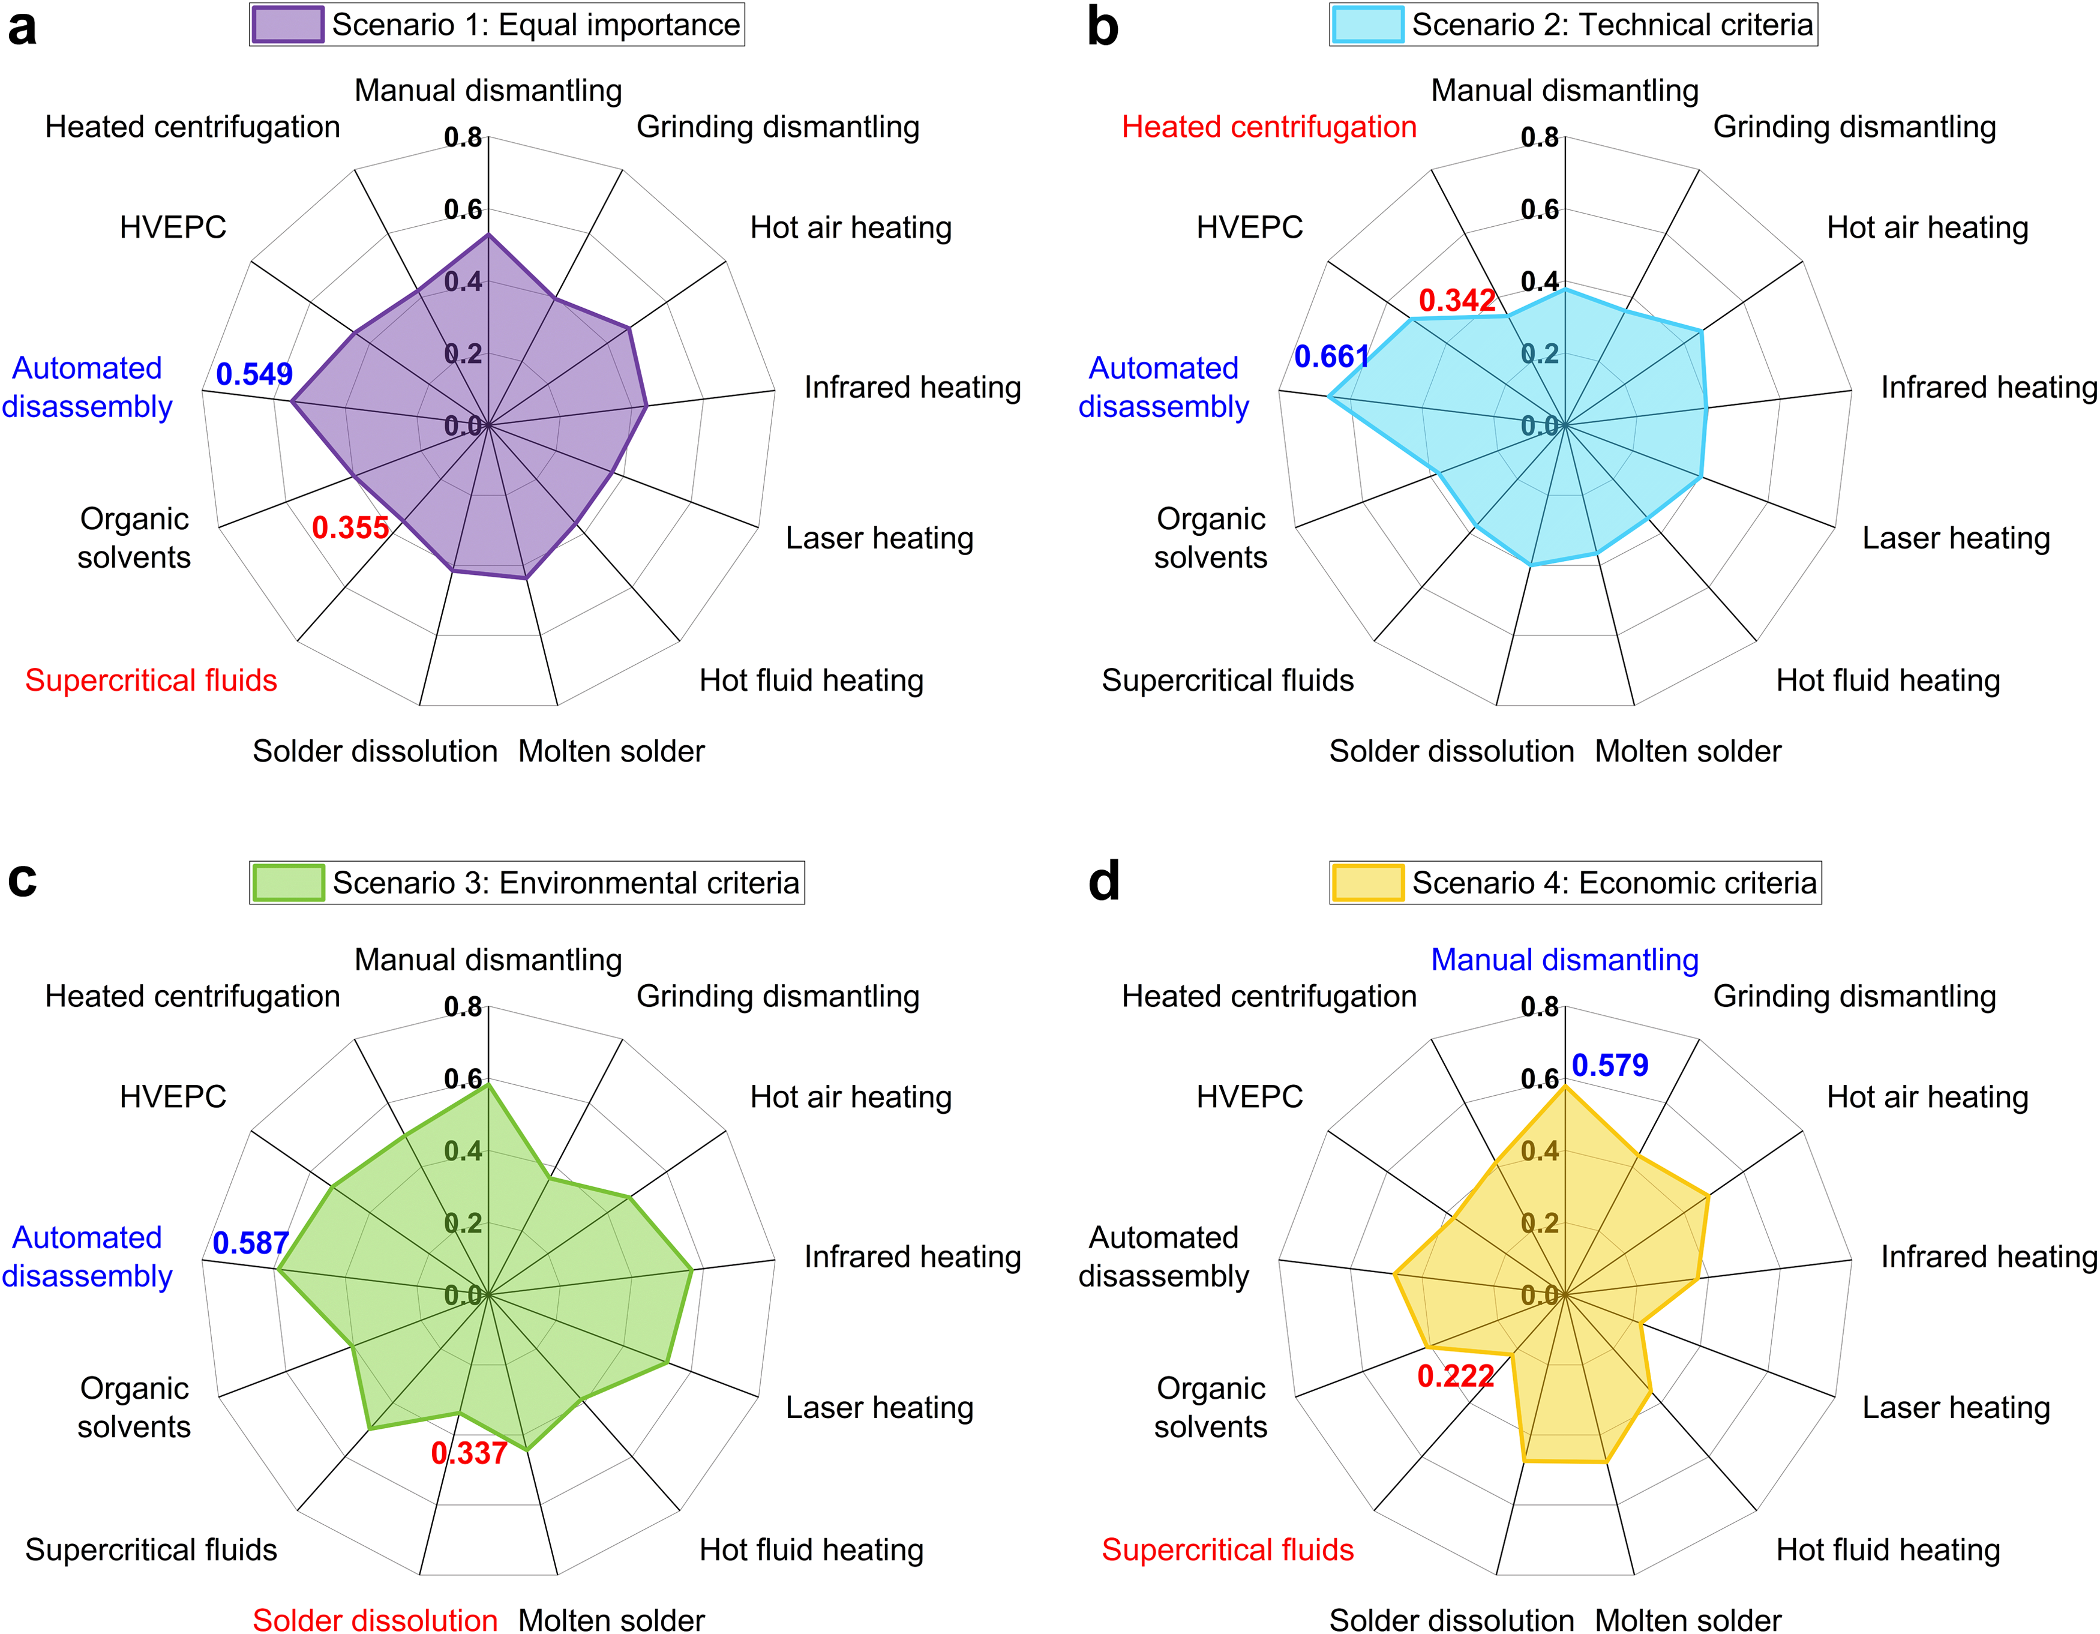 a
Scenario 1: Equal importance
Manual dismantling
Heated centrifugation
Grinding dismantling
HVEPC
Hot air heating
Automated
disassembly
Infrared heating
Organic
solvents
Laser heating
Supercritical fluids
Hot fluid heating
Solder dissolution
Molten solder
0.8
0.6
0.4
0.2
0.0
0.549
0.355
b
Scenario 2: Technical criteria
Manual dismantling
Heated centrifugation
Grinding dismantling
HVEPC
Hot air heating
Automated
disassembly
Infrared heating
Organic
solvents
Laser heating
Supercritical fluids
Hot fluid heating
Solder dissolution
Molten solder
0.8
0.6
0.4
0.2
0.0
0.342
0.661
c
Scenario 3: Environmental criteria
Manual dismantling
Heated centrifugation
Grinding dismantling
HVEPC
Hot air heating
Automated
disassembly
Infrared heating
Organic
solvents
Laser heating
Supercritical fluids
Hot fluid heating
Solder dissolution
Molten solder
0.8
0.6
0.4
0.2
0.0
0.587
0.337
d
Scenario 4: Economic criteria
Manual dismantling
Heated centrifugation
Grinding dismantling
HVEPC
Hot air heating
Automated
disassembly
Infrared heating
Organic
solvents
Laser heating
Supercritical fluids
Hot fluid heating
Solder dissolution
Molten solder
0.8
0.6
0.4
0.2
0.0
0.579
0.222